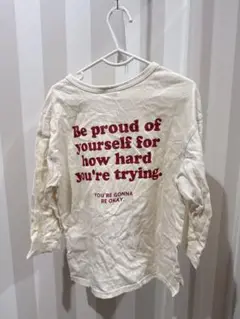 Be proud of
yourself for
how hard
you're trying.
YOU'RE GONNA
BE OKAY.